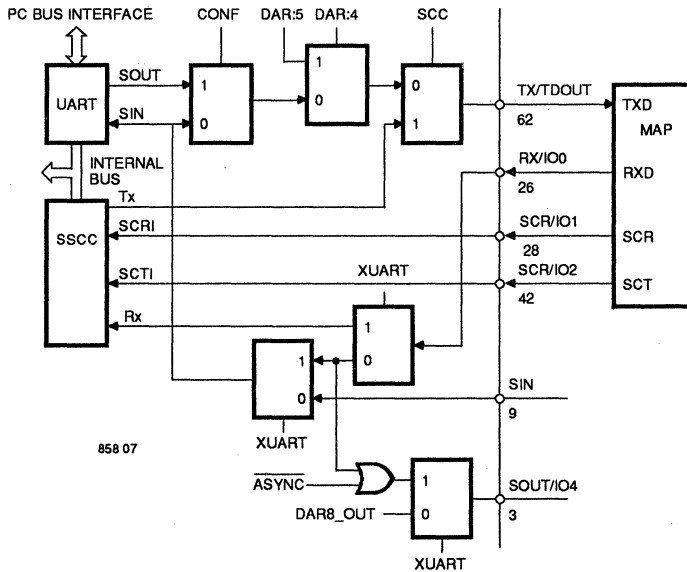 PC BUS INTERFACE
CONF
DAR:5
DAR:4
SCC
SOUT
1
0
1
0
0
1
TX/TDOUT
62
TXD
MAP
UART
SIN
INTERNAL
BUS
Tx
RX/IO0
26
RXD
SSCC
SCRI
SCR/IO1
28
SCR
SCTI
SCR/IO2
42
SCT
XUART
Rx
1
0
1
0
SIN
9
XUART
858 07
ASYNC
1
SOUT/IO4
3
DAR8_OUT
0
XUART